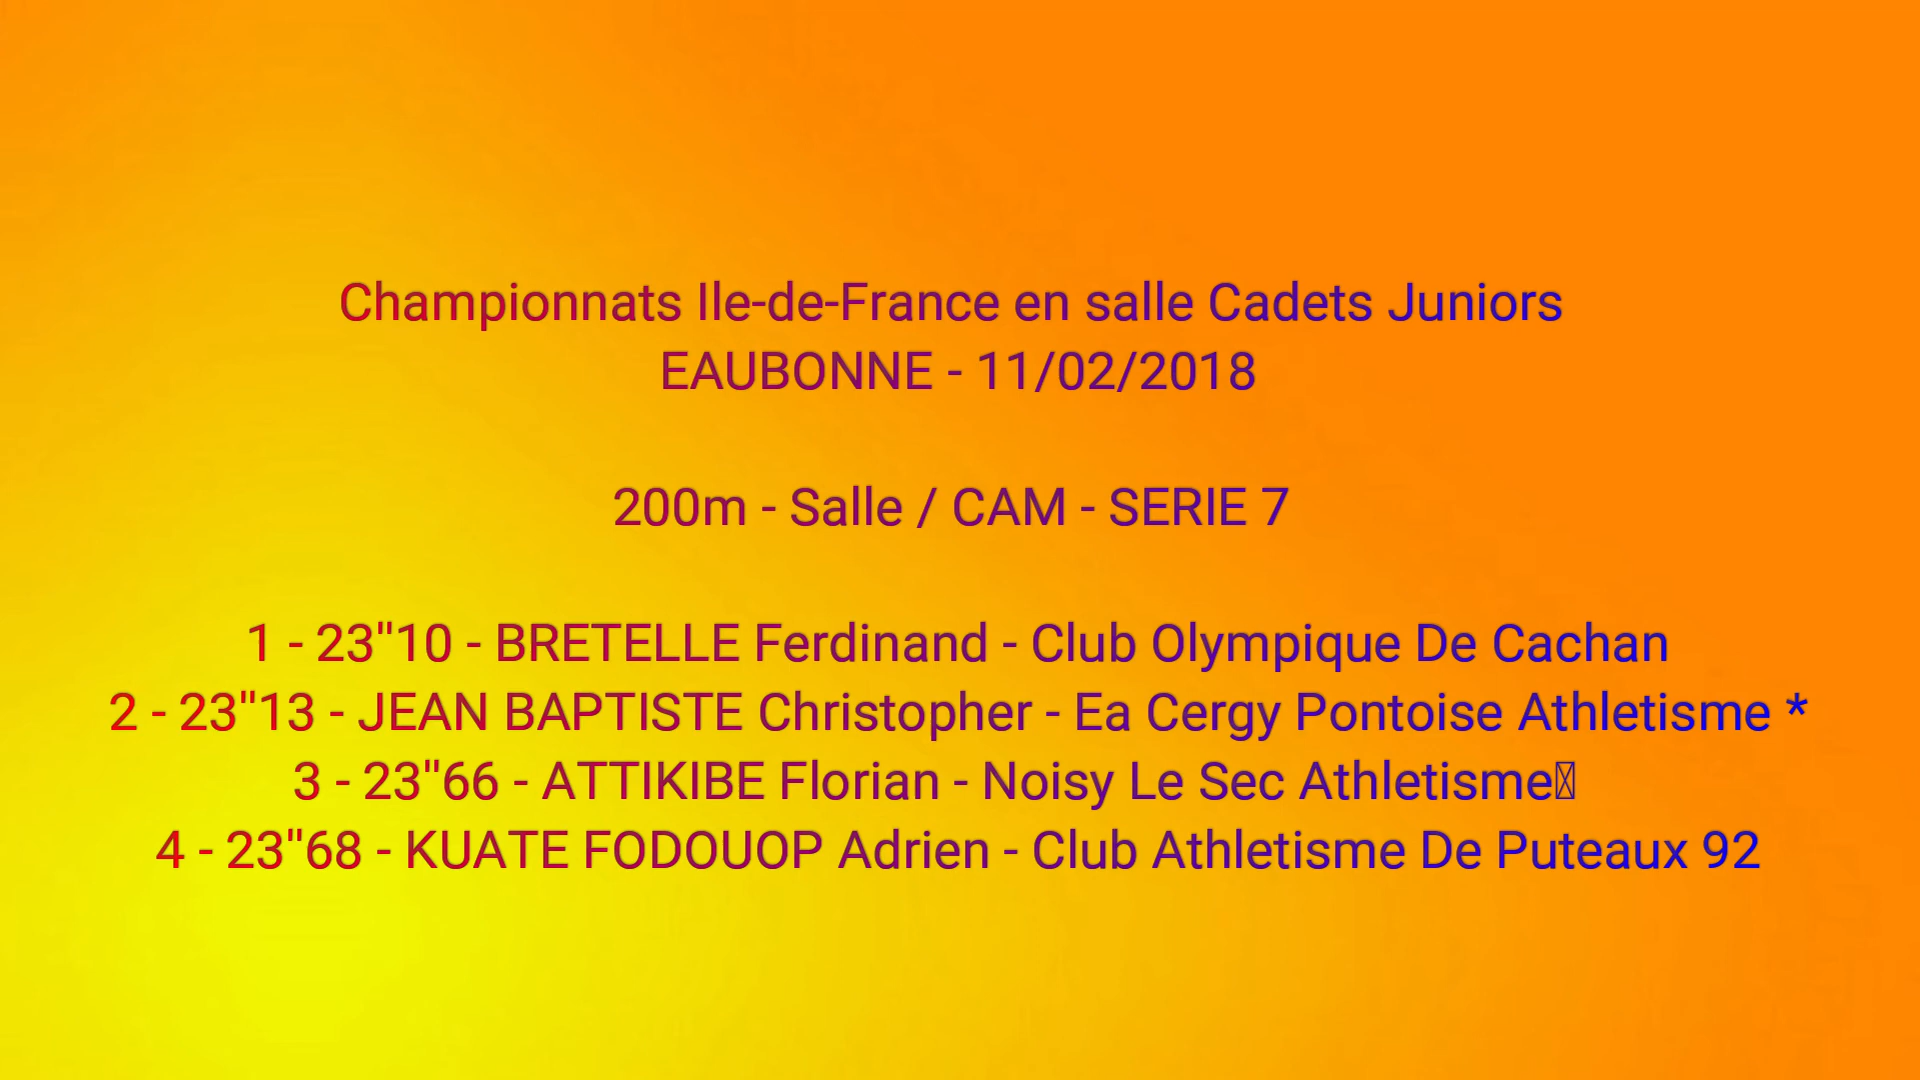 Championnats Ile-de-France en salle Cadets Juniors
EAUBONNE - 11/02/2018
200m - Salle / CAM - SERIE 7
1 - 23"10 - BRETELLE Ferdinand - Club Olympique De Cachan
2 - 23"13 - JEAN BAPTISTE Christopher - Ea Cergy Pontoise Athletisme *
3 - 23"66 - ATTIKIBE Florian - Noisy Le Sec Athletisme
4 - 23"68 - KUATE FODOUOP Adrien - Club Athletisme De Puteaux 92